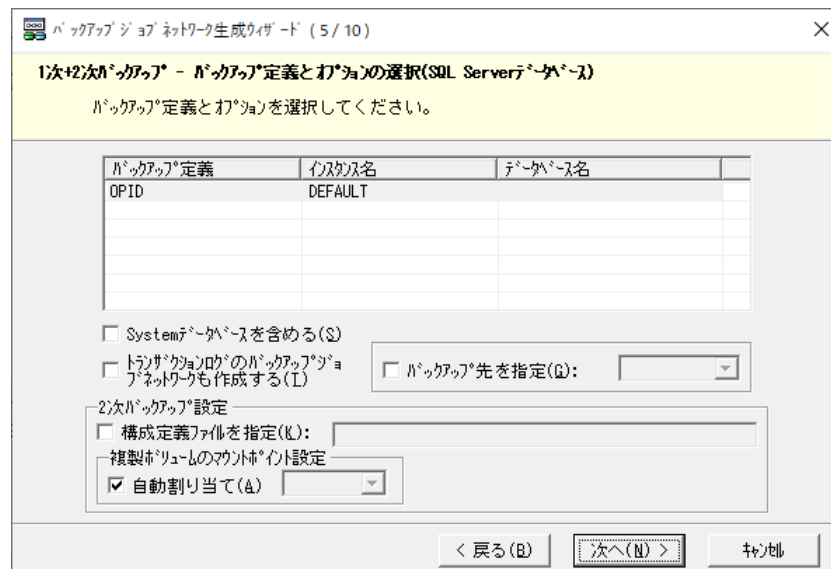 ﾊﾞｯｸｱｯﾌﾟｼﾞｮﾌﾞﾈｯﾄﾜｰｸ生成ｳｨｻﾞｰﾄﾞ (5/10)
1次+2次ﾊﾞｯｸｱｯﾌﾟ - ﾊﾞｯｸｱｯﾌﾟ定義とｵﾌﾟｼｮﾝの選択(SQL Serverﾃﾞｰﾀﾍﾞｰｽ)
ﾊﾞｯｸｱｯﾌﾟ定義とｵﾌﾟｼｮﾝを選択してください。
ﾊﾞｯｸｱｯﾌﾟ定義 ｲﾝｽﾀﾝｽ名 ﾃﾞｰﾀﾍﾞｰｽ名
OPID DEFAULT
Systemﾃﾞｰﾀﾍﾞｰｽを含める(S)
ﾄﾗﾝｻﾞｸｼｮﾝﾛｸﾞのﾊﾞｯｸｱｯﾌﾟｼﾞｮ
ﾌﾞﾈｯﾄﾜｰｸも作成する(T)
ﾊﾞｯｸｱｯﾌﾟ先を指定(G):
2次ﾊﾞｯｸｱｯﾌﾟ設定
構成定義ﾌｧｲﾙを指定(K):
複製ﾎﾞﾘｭｰﾑのﾏｳﾝﾄﾎﾟｲﾝﾄ設定
自動割り当て(A)
< 戻る(B) 次へ(N) > ｷｬﾝｾﾙ